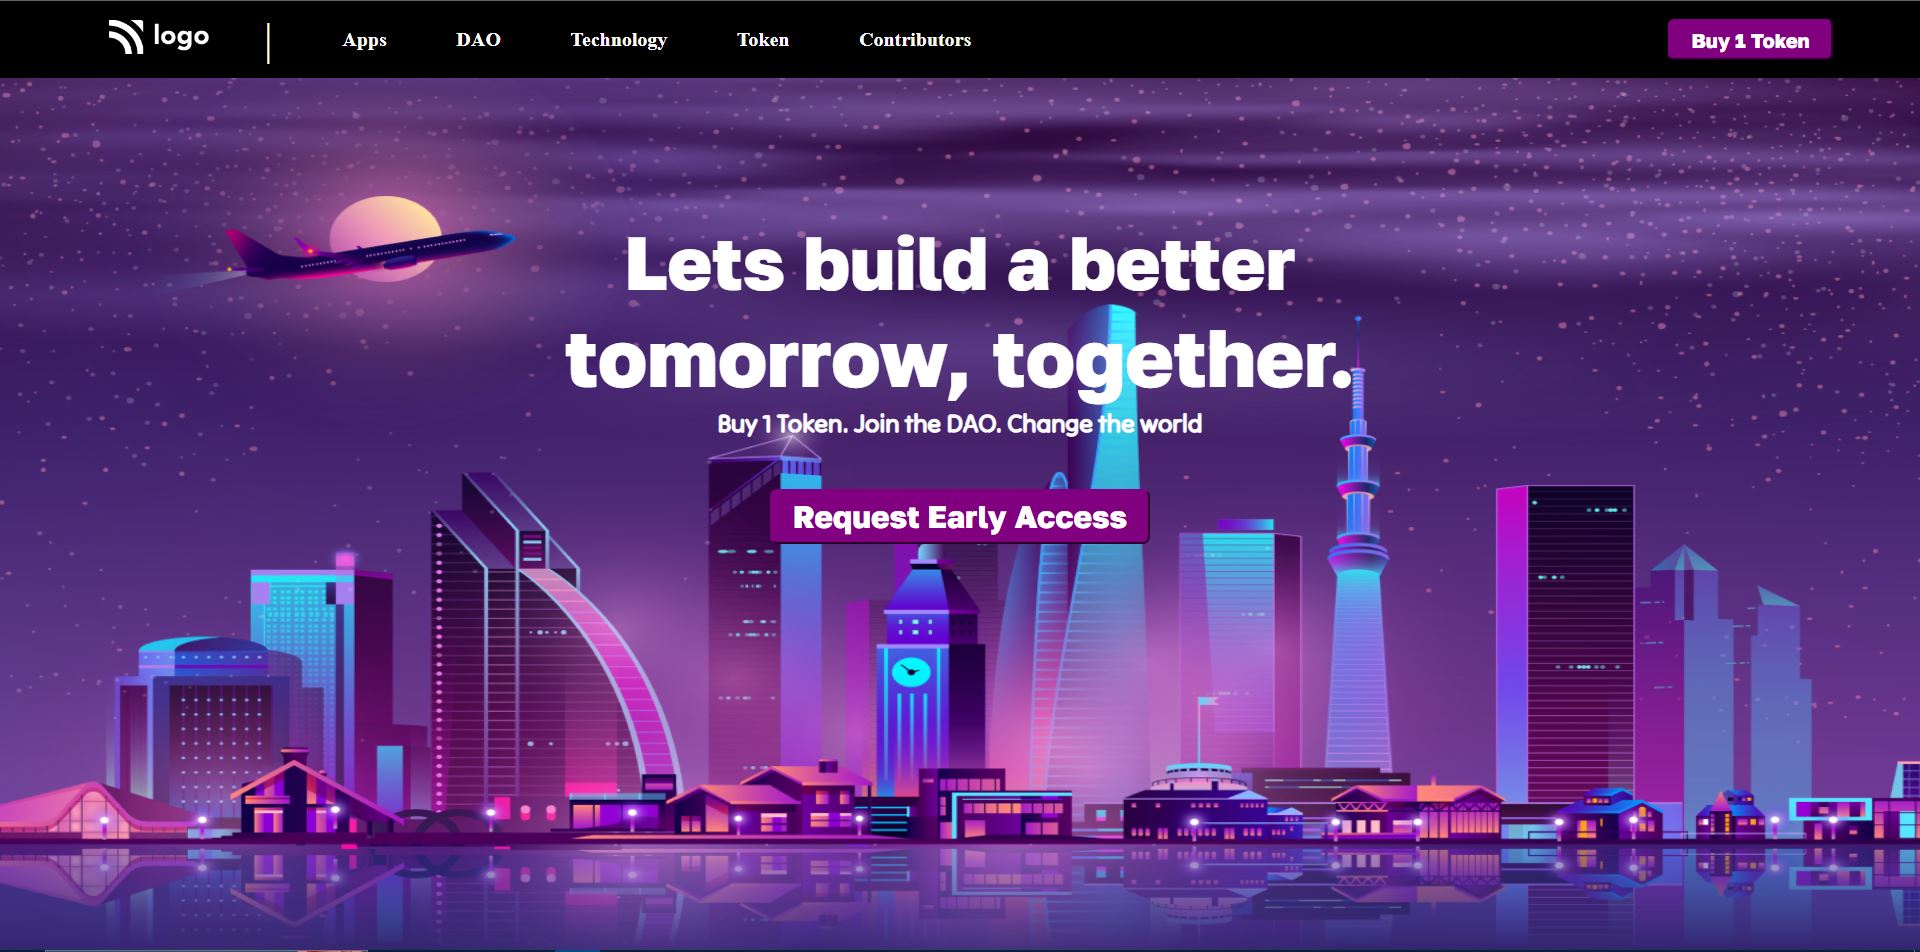 logo
Apps DAO Technology Token Contributors
Buy 1 Token
Lets build a better
tomorrow, together.
Buy 1 Token. Join the DAO. Change the world
Request Early Access